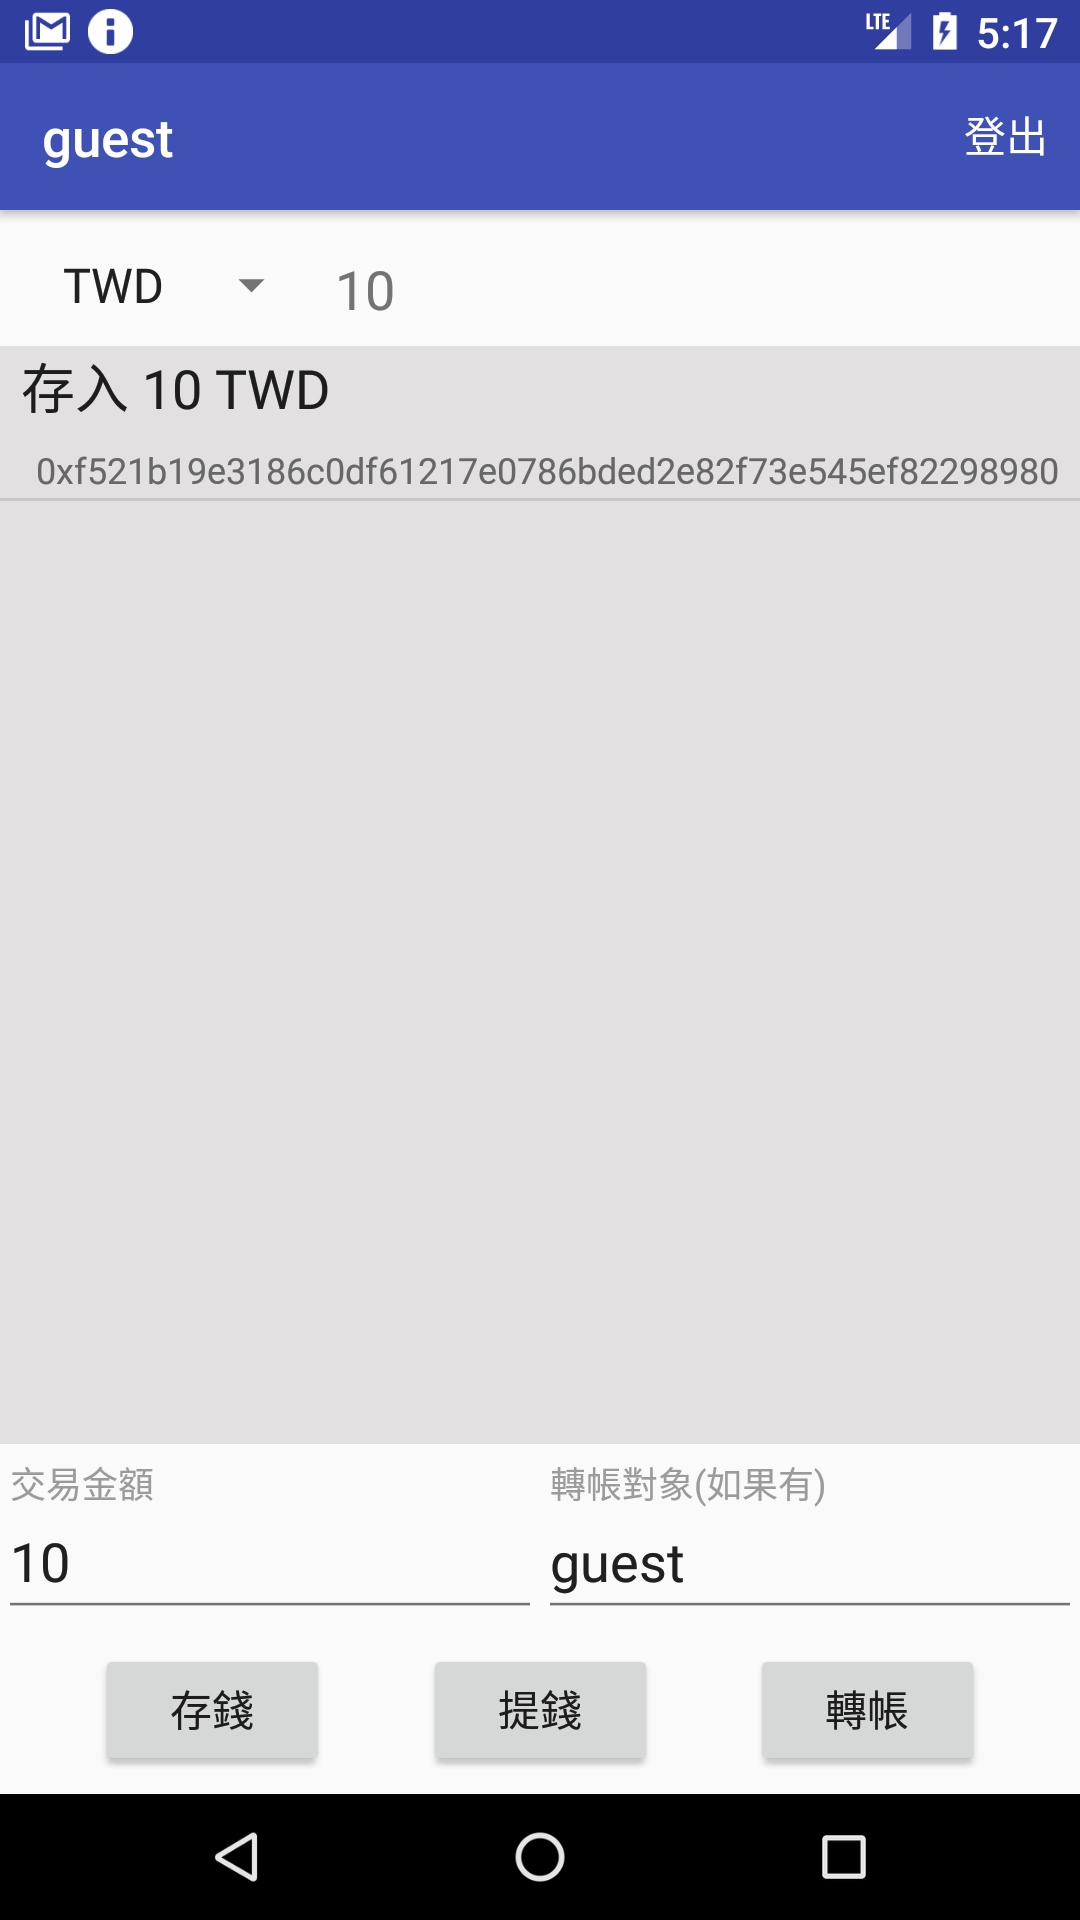 LTE 5:17
guest 登出
TWD 10
存入 10 TWD
0xf521b19e3186c0df61217e0786bded2e82f73e545ef82298980
交易金額 轉帳對象(如果有)
10 guest
存錢 提錢 轉帳